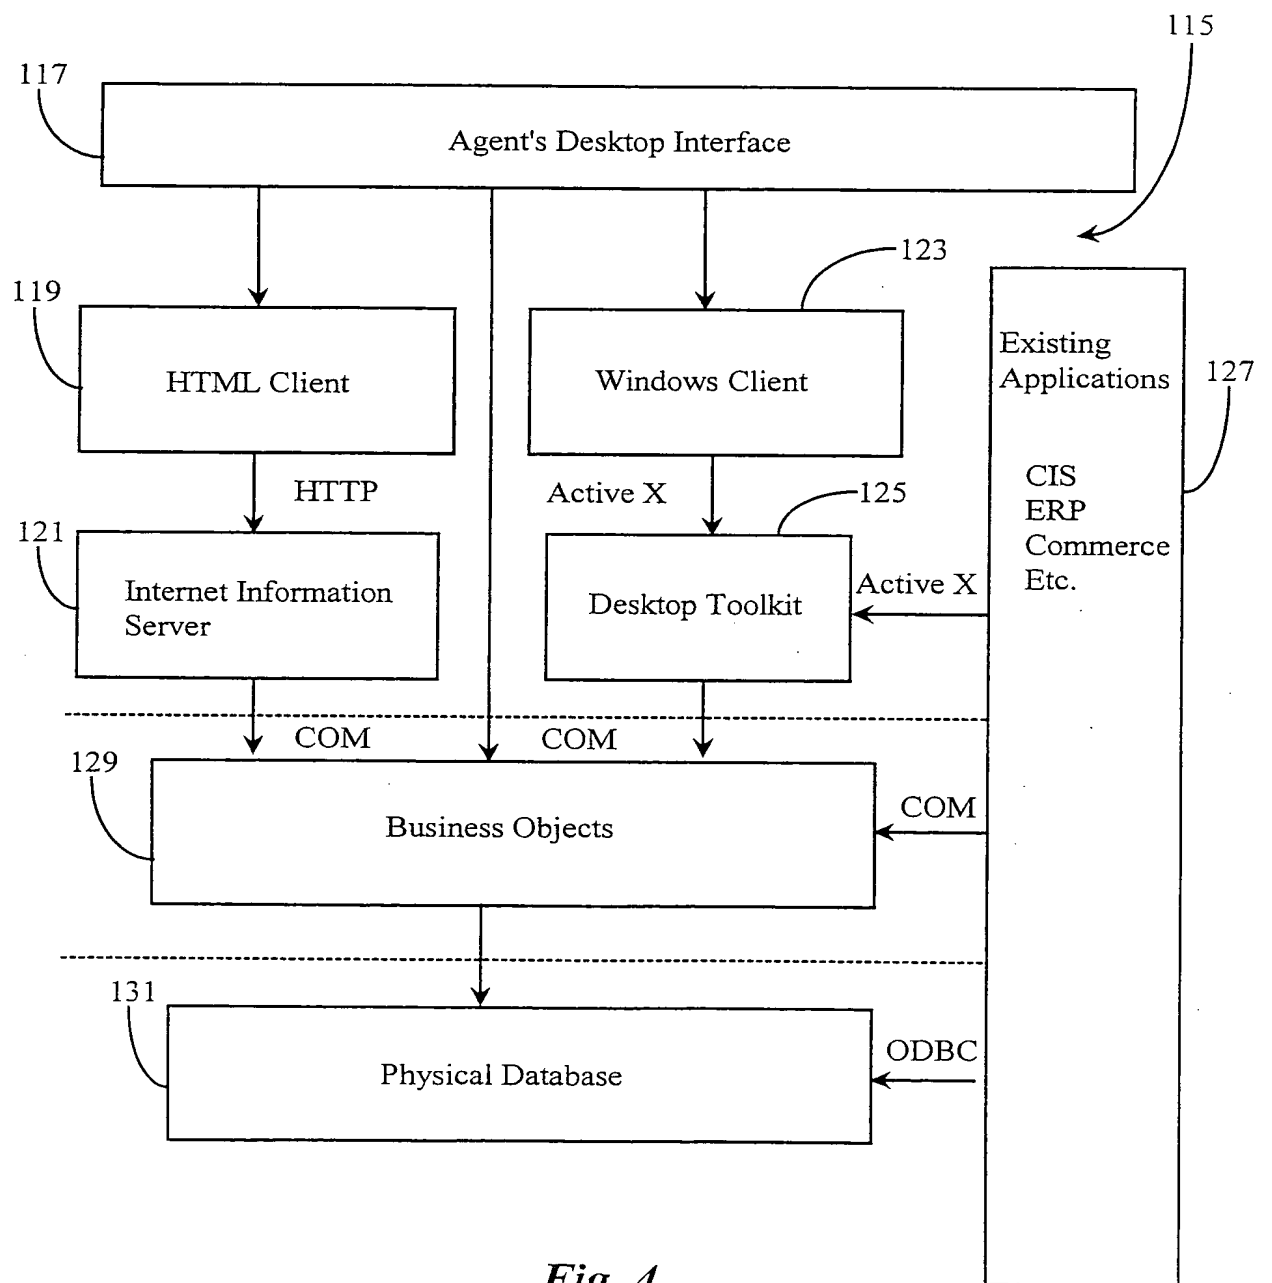 115
117
Agent's Desktop Interface
123
119
Existing
Applications
127
HTML Client
Windows Client
CIS
ERP
Commerce
Etc.
HTTP
Active X
125
121
Internet Information
Server
Desktop Toolkit
Active X
COM
COM
129
COM
Business Objects
131
ODBC
Physical Database
Fig. 4